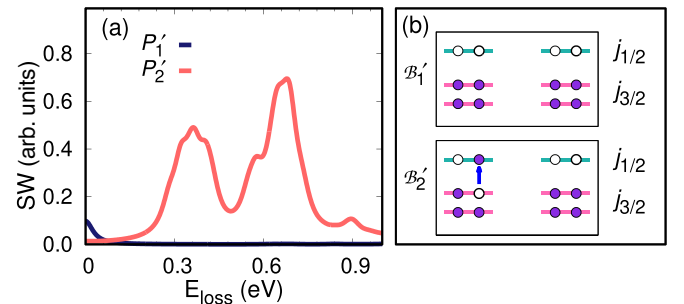 (a)
P₁′
P₂′
SW (arb. units)
0.8
0.6
0.4
0.2
0.0
0 0.3 0.6 0.9
E_loss (eV)
(b)
ℬ₁′
j₁/₂
j₃/₂
ℬ₂′
j₁/₂
j₃/₂